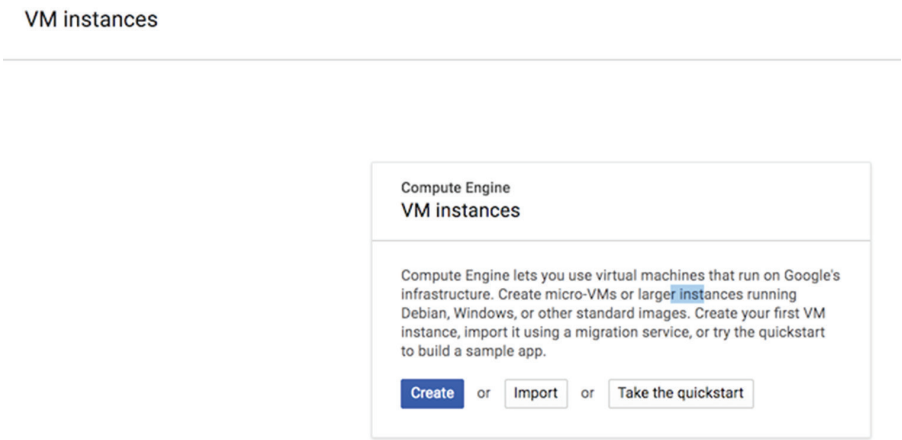 VM instances
Compute Engine
VM instances
Compute Engine lets you use virtual machines that run on Google's
infrastructure. Create micro-VMs or larger instances running
Debian, Windows, or other standard images. Create your first VM
instance, import it using a migration service, or try the quickstart
to build a sample app.
Create or Import or Take the quickstart